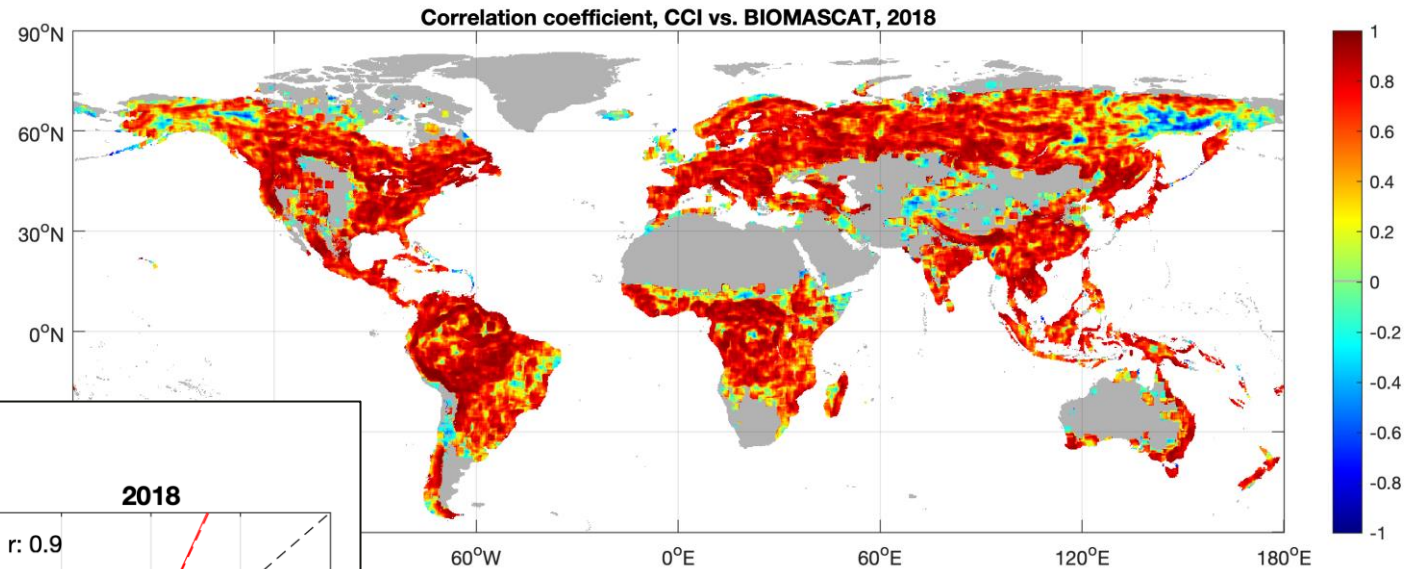 Correlation coefficient, CCI vs. BIOMASCAT, 2018
90°N
60°N
30°N
0°N
1
0.8
0.6
0.4
0.2
0
-0.2
-0.4
-0.6
-0.8
-1
2018
r: 0.9
60°W
0°E
60°E
120°E
180°E